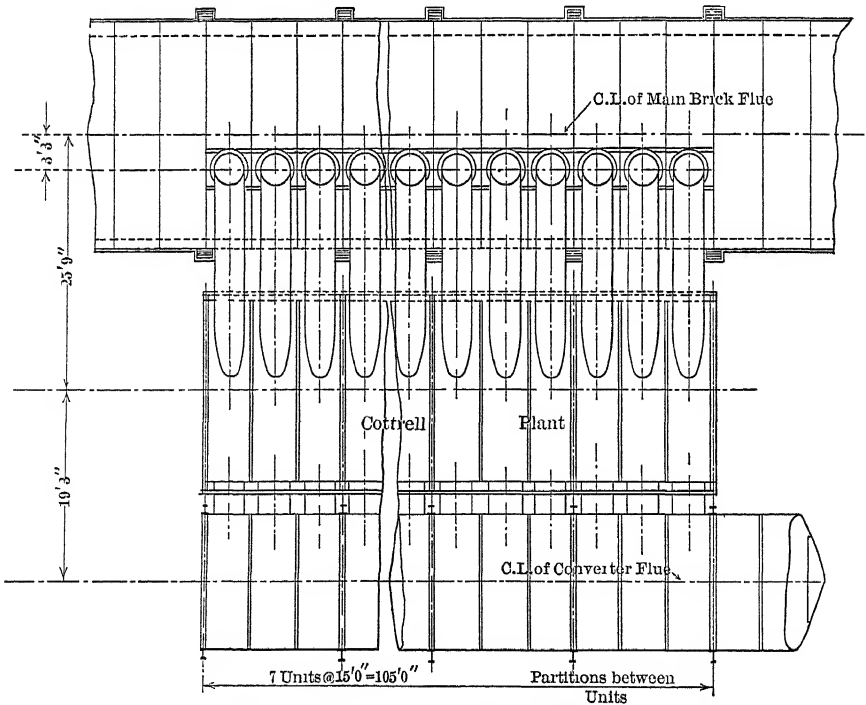 C.L.of Main Brick Flue
3'3"
25'9"
Cottrell Plant
19'3"
C.L.of Converter Flue
7 Units@15'0"=105'0"
Partitions between
Units